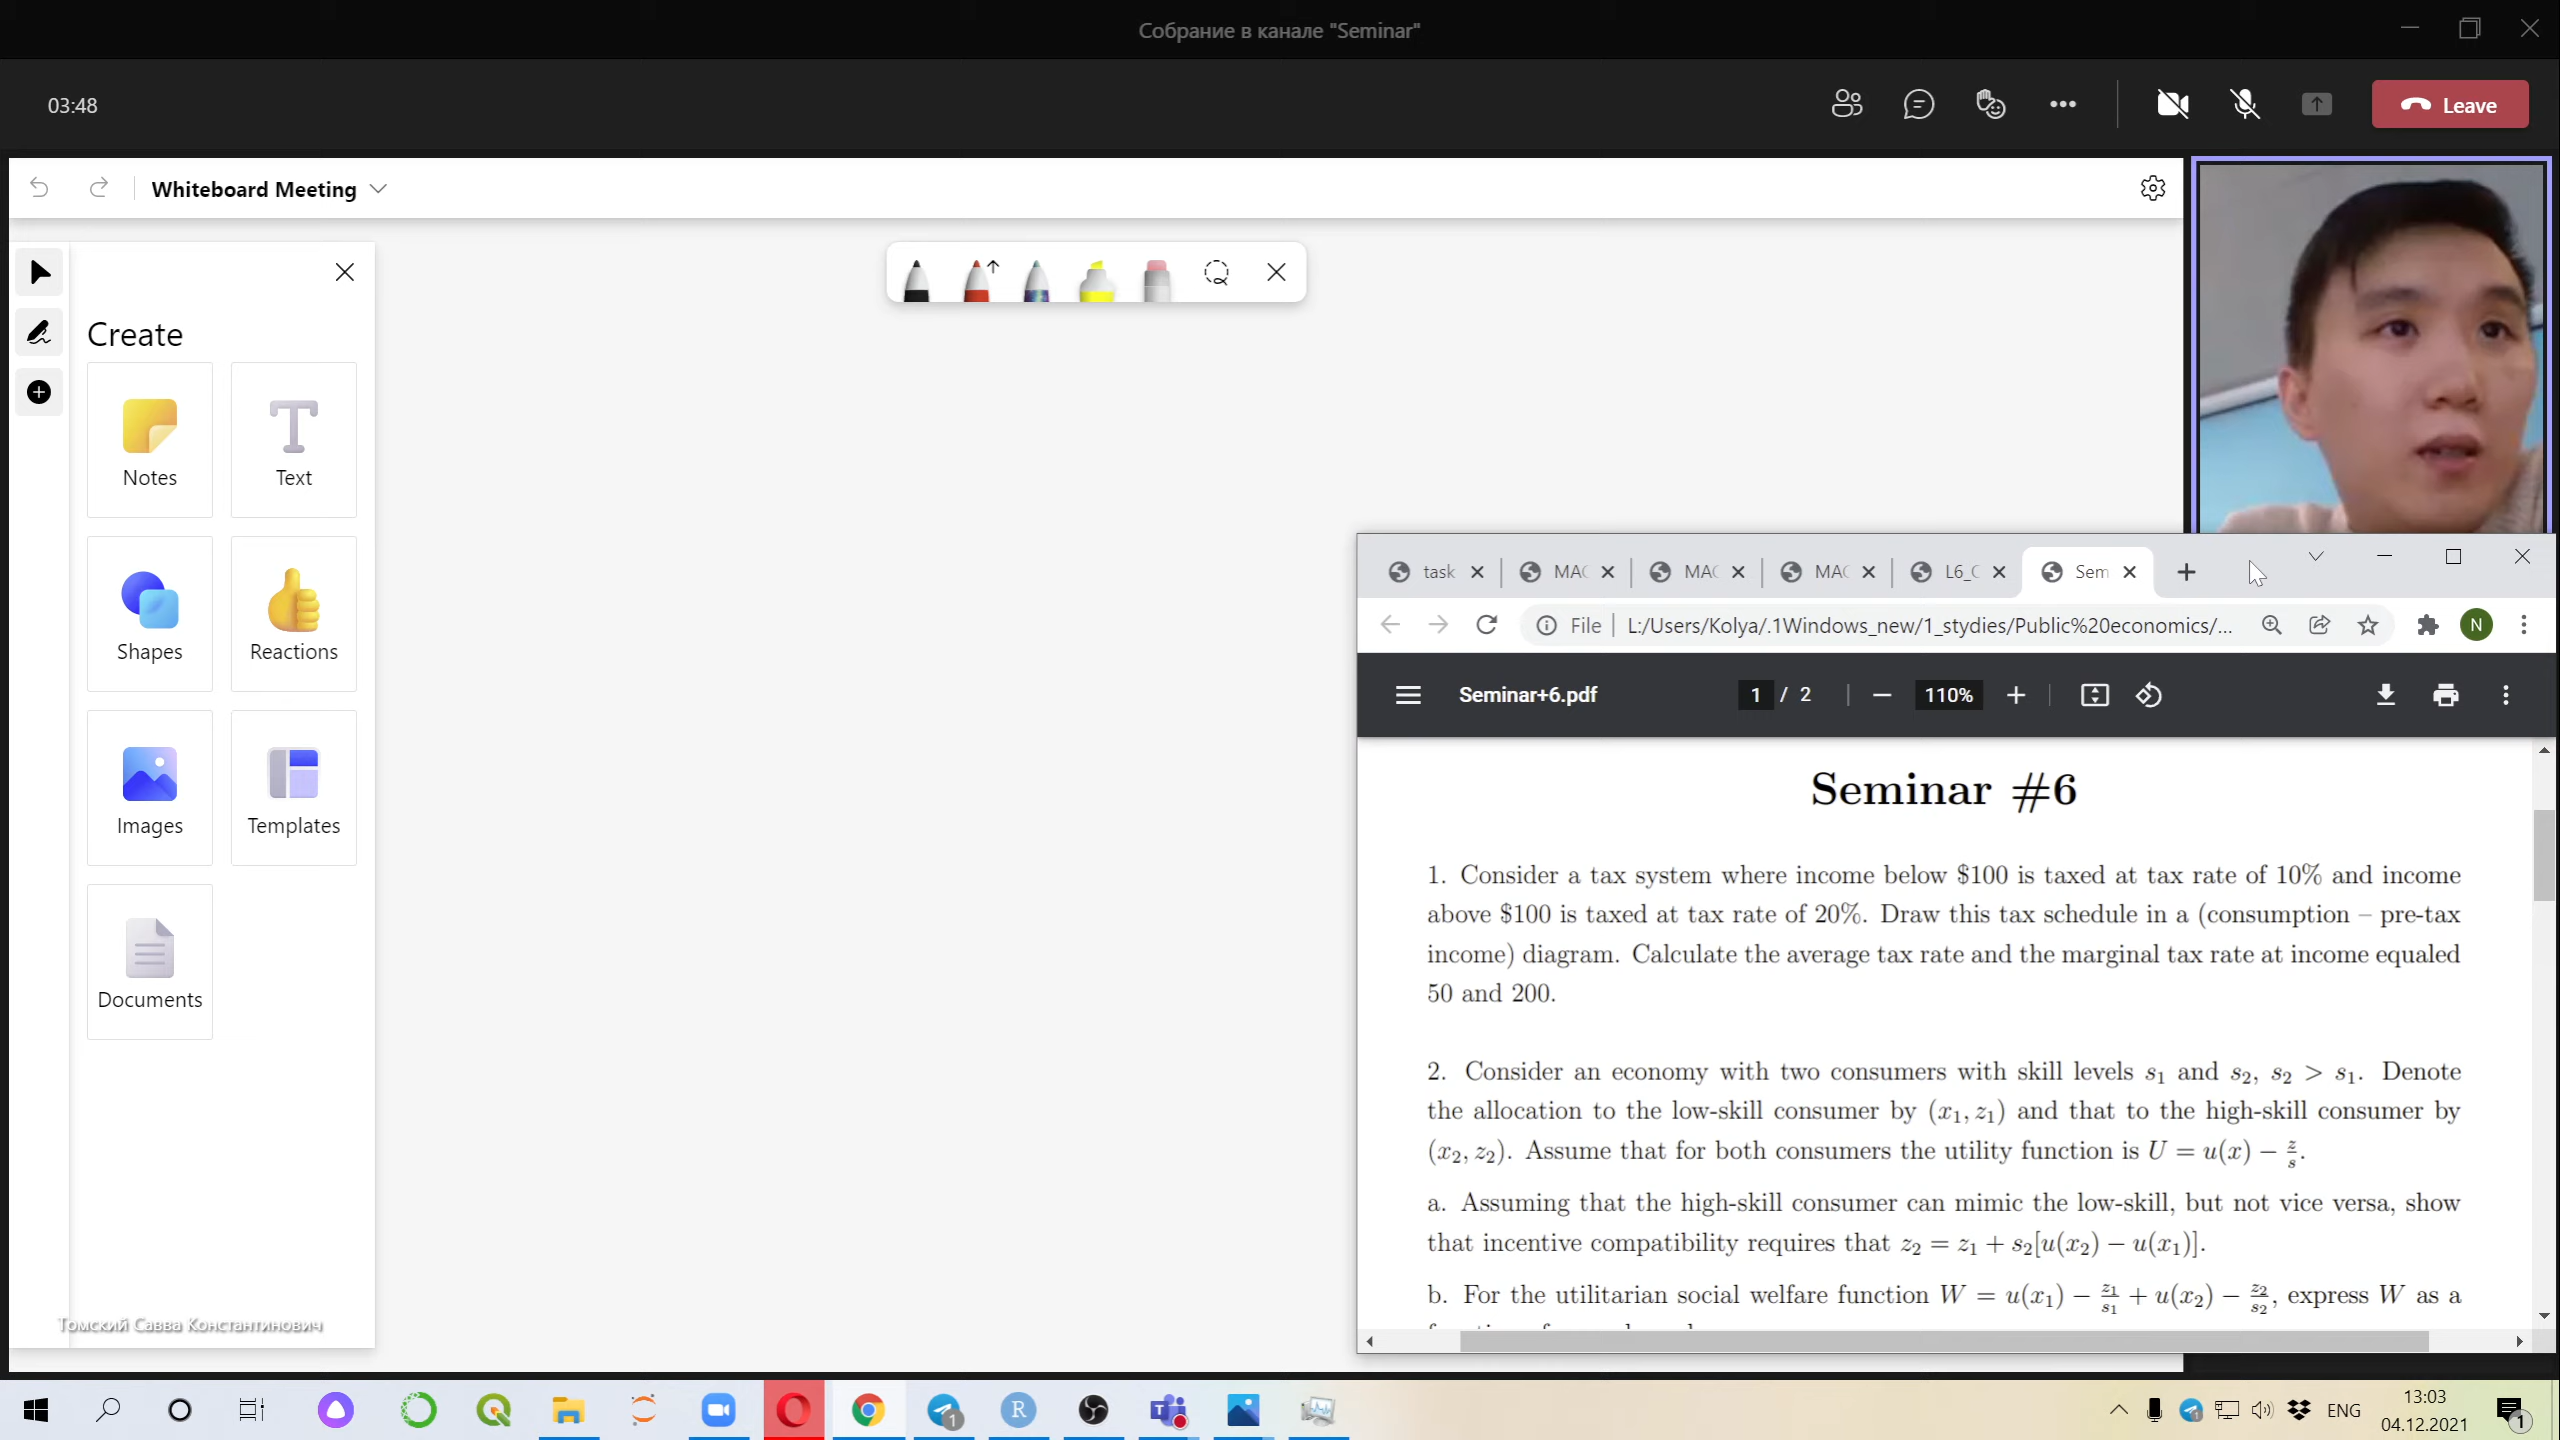 Собрание в канале "Seminar"
03:48
Leave
Whiteboard Meeting
Create
Notes
Text
Shapes
Reactions
Images
Templates
Documents
Томский Савва Константинович
task
MAC
MAC
MAC
L6_C
Sem
File
L:/Users/Kolya/.1Windows_new/1_stydies/Public%20economics/...
N
Seminar+6.pdf
1 / 2
110%
Seminar #6
1. Consider a tax system where income below $100 is taxed at tax rate of 10% and income
above $100 is taxed at tax rate of 20%. Draw this tax schedule in a (consumption – pre-tax
income) diagram. Calculate the average tax rate and the marginal tax rate at income equaled
50 and 200.
2. Consider an economy with two consumers with skill levels s₁ and s₂, s₂ > s₁. Denote
the allocation to the low-skill consumer by (x₁, z₁) and that to the high-skill consumer by
(x₂, z₂). Assume that for both consumers the utility function is U = u(x) − z/s.
a. Assuming that the high-skill consumer can mimic the low-skill, but not vice versa, show
that incentive compatibility requires that z₂ = z₁ + s₂[u(x₂) − u(x₁)].
b. For the utilitarian social welfare function W = u(x₁) − z₁/s₁ + u(x₂) − z₂/s₂, express W as a
1
R
T
ENG
13:03
04.12.2021
1